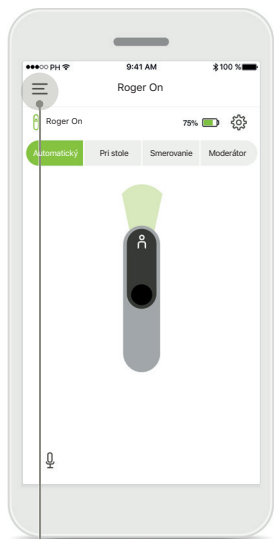 PH 9:41 AM 100 %
Roger On
Roger On 75%
Automatický Pri stole Smerovanie Moderátor